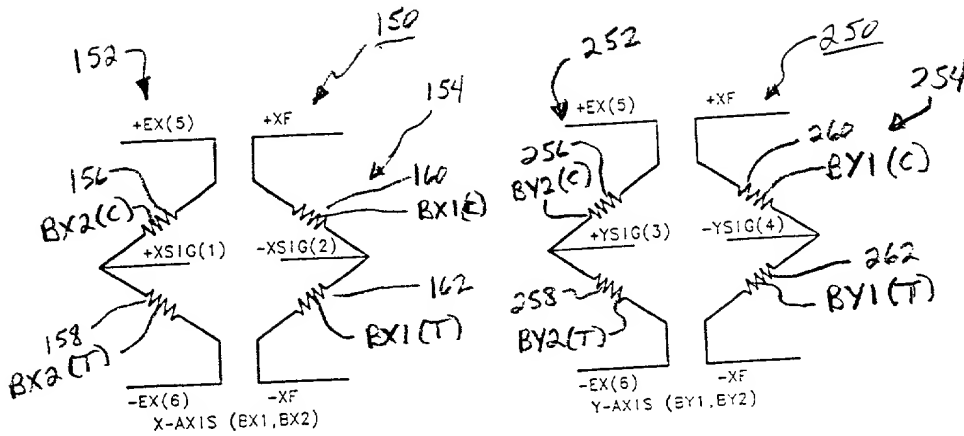 150
152
154
+EX(5)
+XF
156
160
BX2(C)
BX1(C)
+XSIG(1)
-XSIG(2)
158
162
BX2(T)
BX1(T)
-EX(6)
-XF
X-AXIS (BX1,BX2)
252
250
254
+EX(5)
+XF
256
260
BY2(C)
BY1(C)
+YSIG(3)
-YSIG(4)
258
262
BY2(T)
BY1(T)
-EX(6)
-XF
Y-AXIS (BY1,BY2)